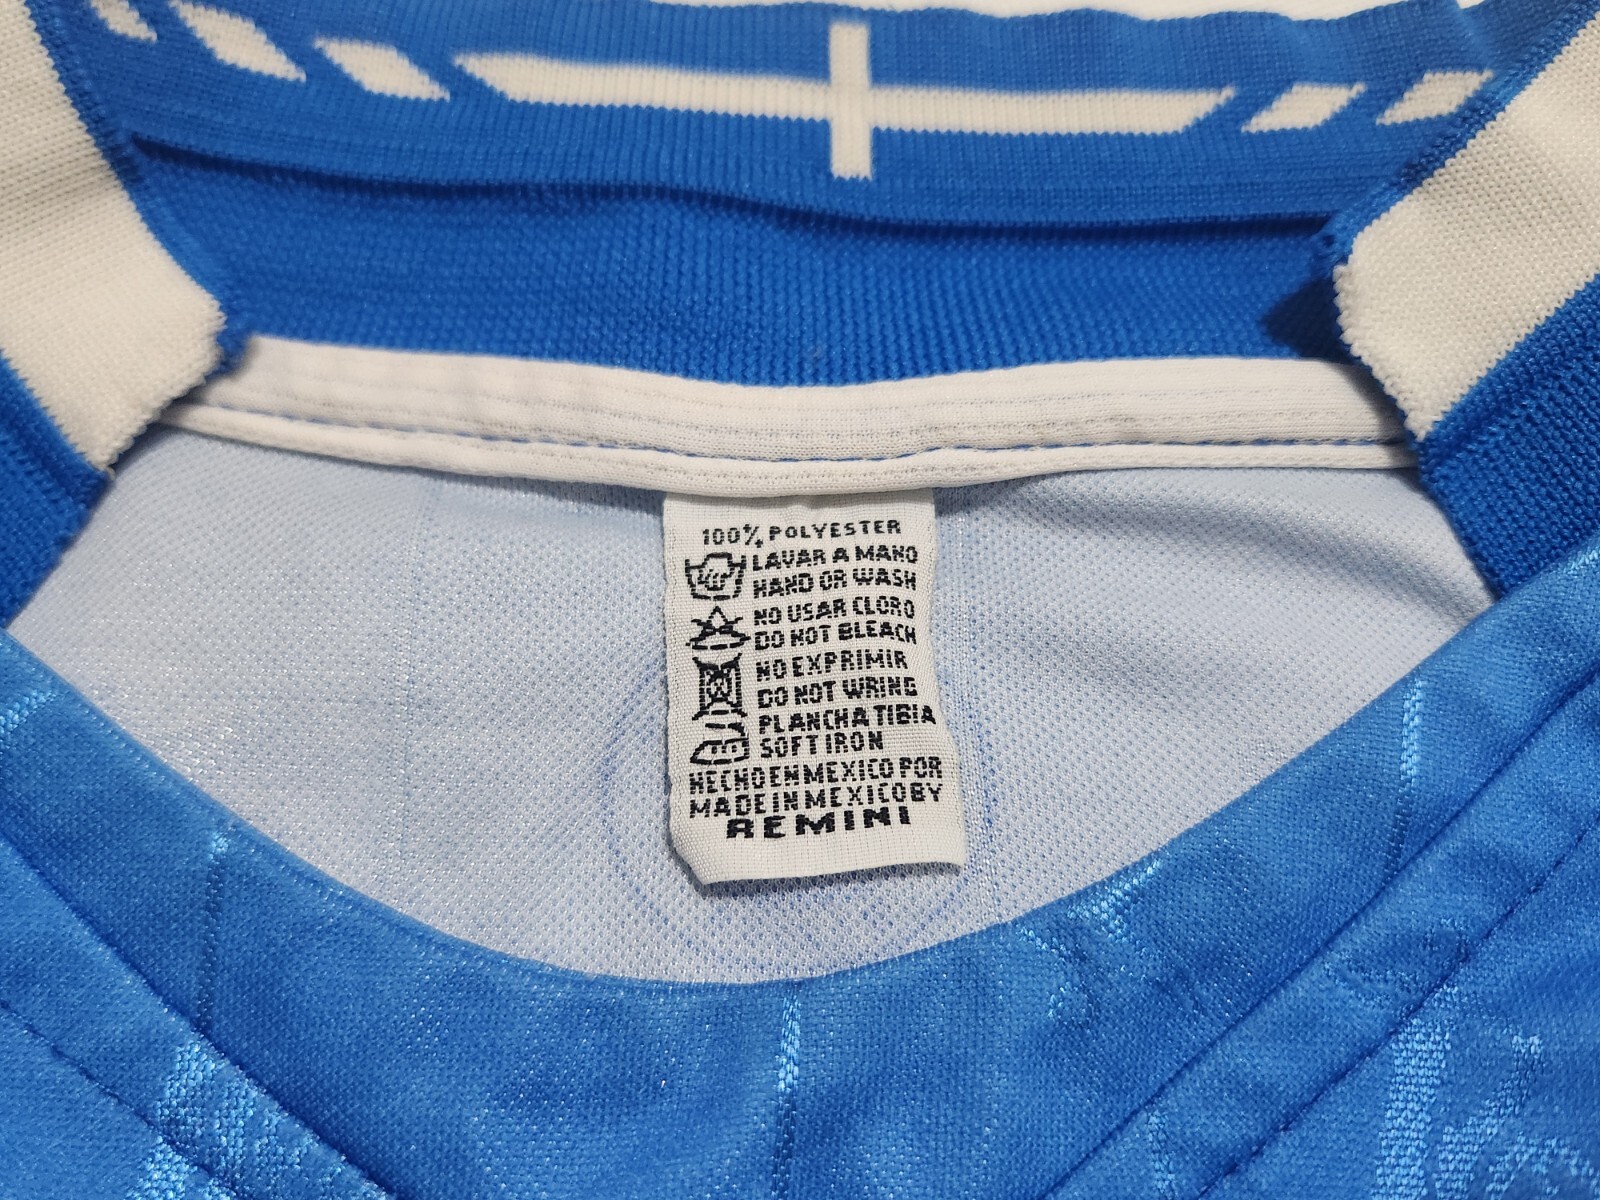 100% POLYESTER
LAVAR A MANO
HAND OR WASH
NO USAR CLORO
DO NOT BLEACH
NO EXPRIMIR
DO NOT WRING
PLANCHA TIBIA
SOFT IRON
HECHO EN MEXICO POR
MADE IN MEXICO BY
REMINI